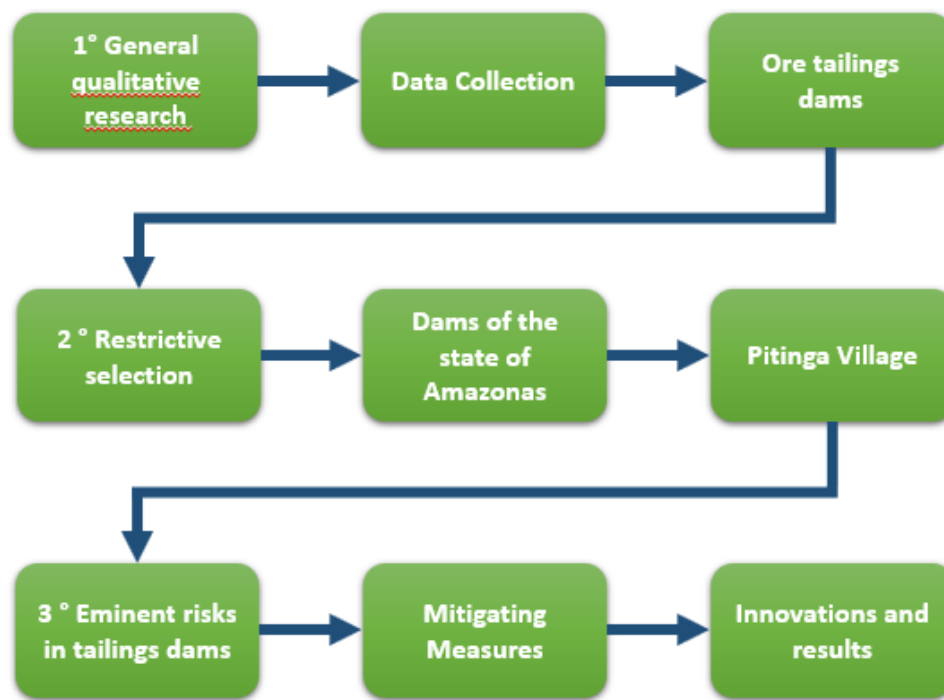 1° General
qualitative
research
Data Collection
Ore tailings
dams
2 ° Restrictive
selection
Dams of the
state of
Amazonas
Pitinga Village
3 ° Eminent risks
in tailings dams
Mitigating
Measures
Innovations and
results